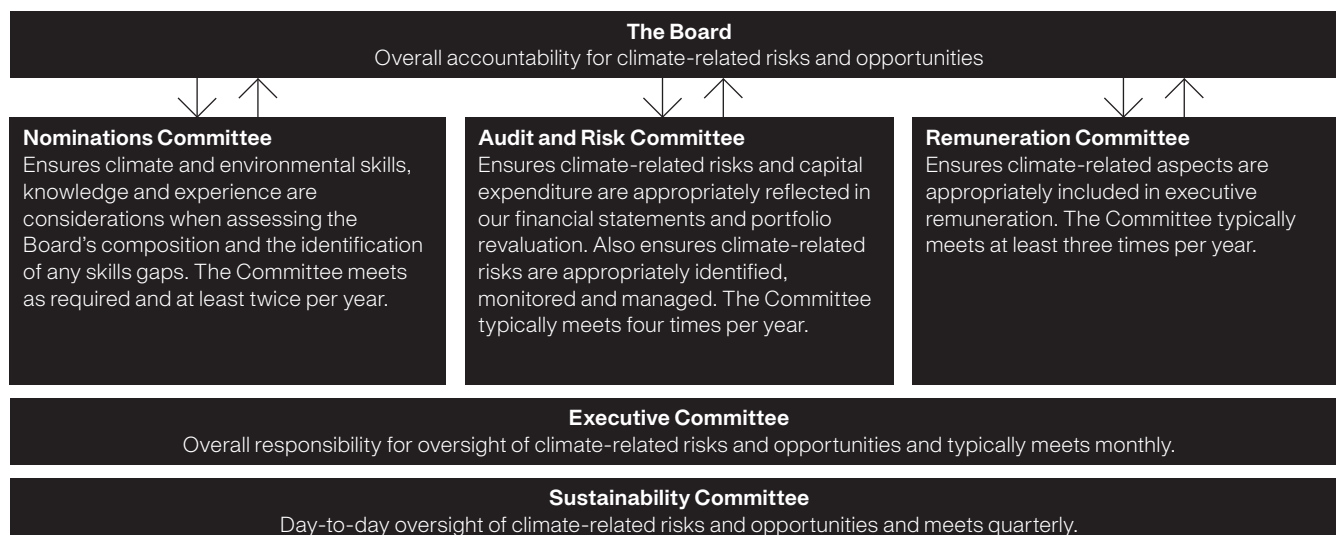 The Board
Overall accountability for climate-related risks and opportunities
Nominations Committee
Ensures climate and environmental skills,
knowledge and experience are
considerations when assessing the
Board’s composition and the identification
of any skills gaps. The Committee meets
as required and at least twice per year.
Audit and Risk Committee
Ensures climate-related risks and capital
expenditure are appropriately reflected in
our financial statements and portfolio
revaluation. Also ensures climate-related
risks are appropriately identified,
monitored and managed. The Committee
typically meets four times per year.
Remuneration Committee
Ensures climate-related aspects are
appropriately included in executive
remuneration. The Committee typically
meets at least three times per year.
Executive Committee
Overall responsibility for oversight of climate-related risks and opportunities and typically meets monthly.
Sustainability Committee
Day-to-day oversight of climate-related risks and opportunities and meets quarterly.